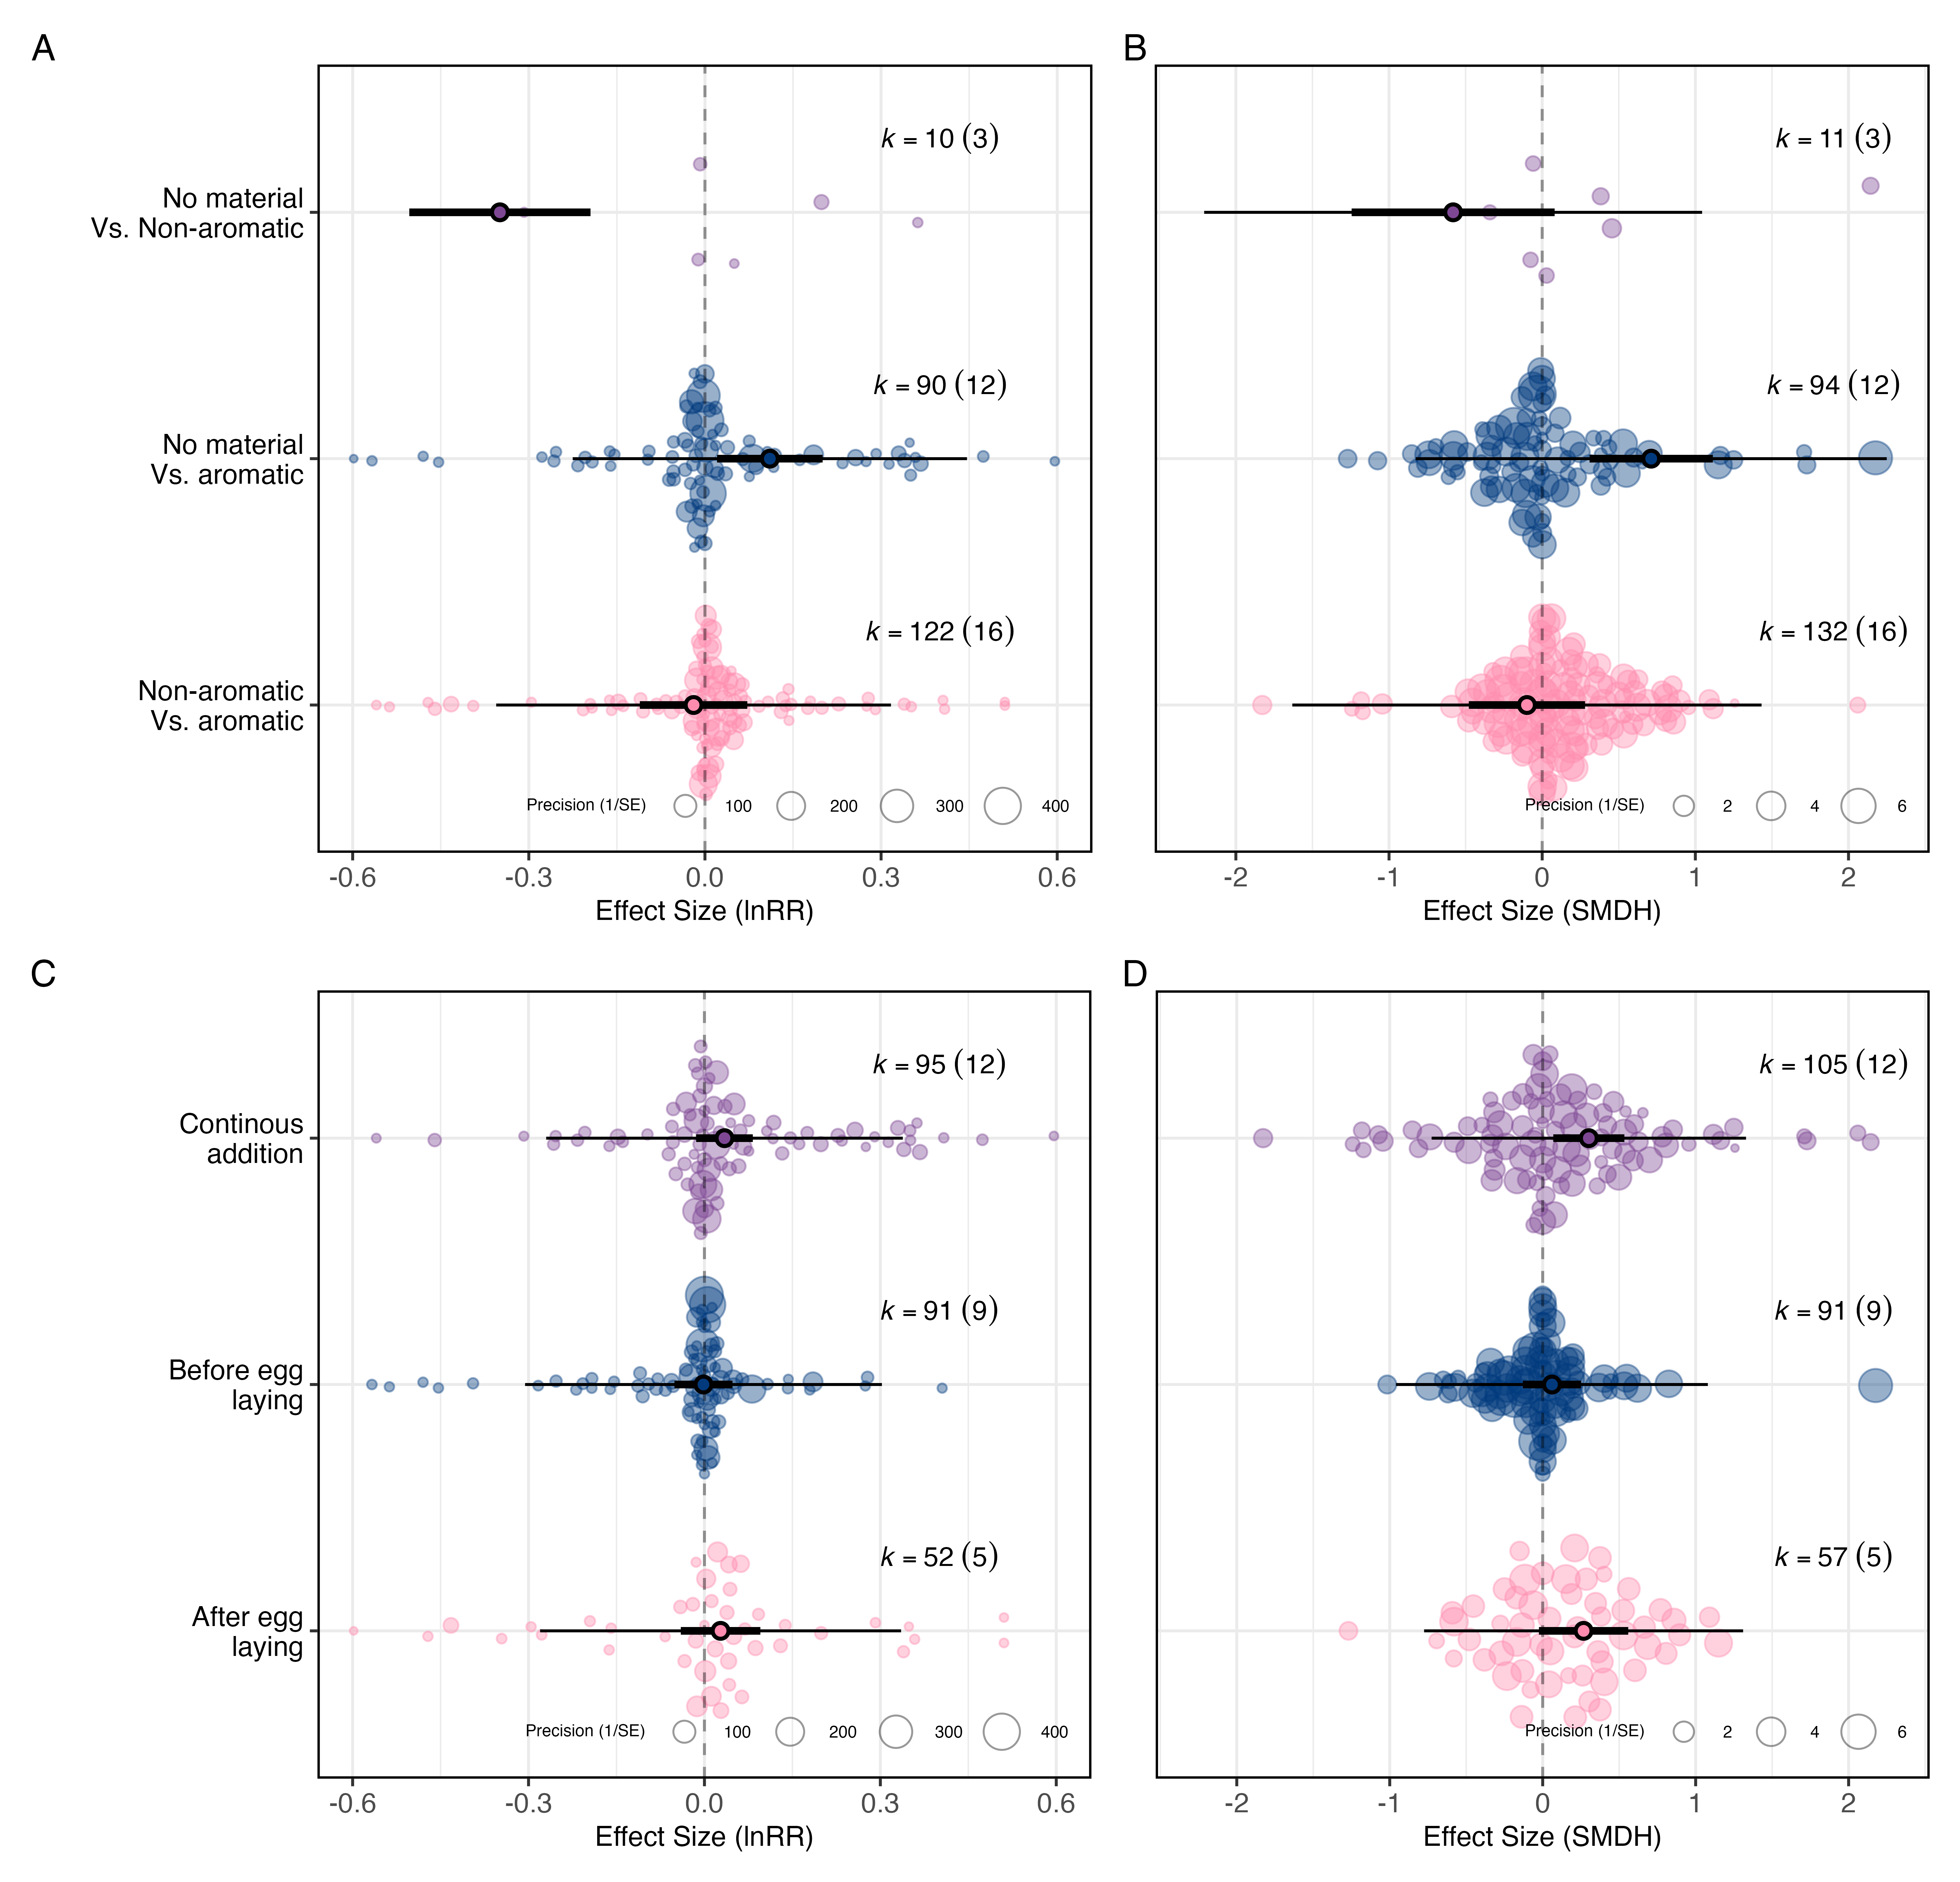 A
No material
Vs. Non-aromatic
No material
Vs. aromatic
Non-aromatic
Vs. aromatic
k = 10 (3)
k = 90 (12)
k = 122 (16)
Precision (1/SE) 100 200 300 400
-0.6 -0.3 0.0 0.3 0.6
Effect Size (lnRR)
B
k = 11 (3)
k = 94 (12)
k = 132 (16)
Precision (1/SE) 2 4 6
-2 -1 0 1 2
Effect Size (SMDH)
C
Continous
addition
Before egg
laying
After egg
laying
k = 95 (12)
k = 91 (9)
k = 52 (5)
Precision (1/SE) 100 200 300 400
-0.6 -0.3 0.0 0.3 0.6
Effect Size (lnRR)
D
k = 105 (12)
k = 91 (9)
k = 57 (5)
Precision (1/SE) 2 4 6
-2 -1 0 1 2
Effect Size (SMDH)